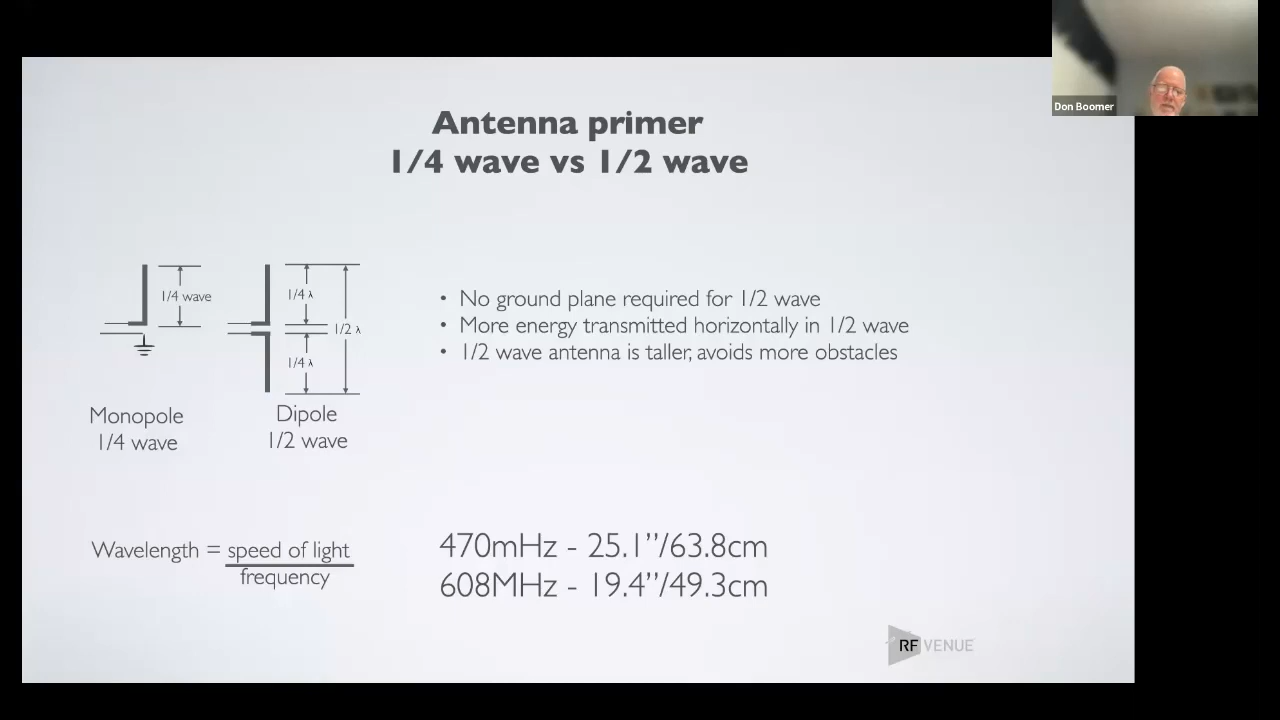 Don Boomer
Antenna primer
1/4 wave vs 1/2 wave
1/4 wave
1/4 λ
1/2 λ
1/4 λ
Monopole
1/4 wave
Dipole
1/2 wave
• No ground plane required for 1/2 wave
• More energy transmitted horizontally in 1/2 wave
• 1/2 wave antenna is taller, avoids more obstacles
Wavelength = speed of light
frequency
470mHz - 25.1”/63.8cm
608MHz - 19.4”/49.3cm
RF VENUE